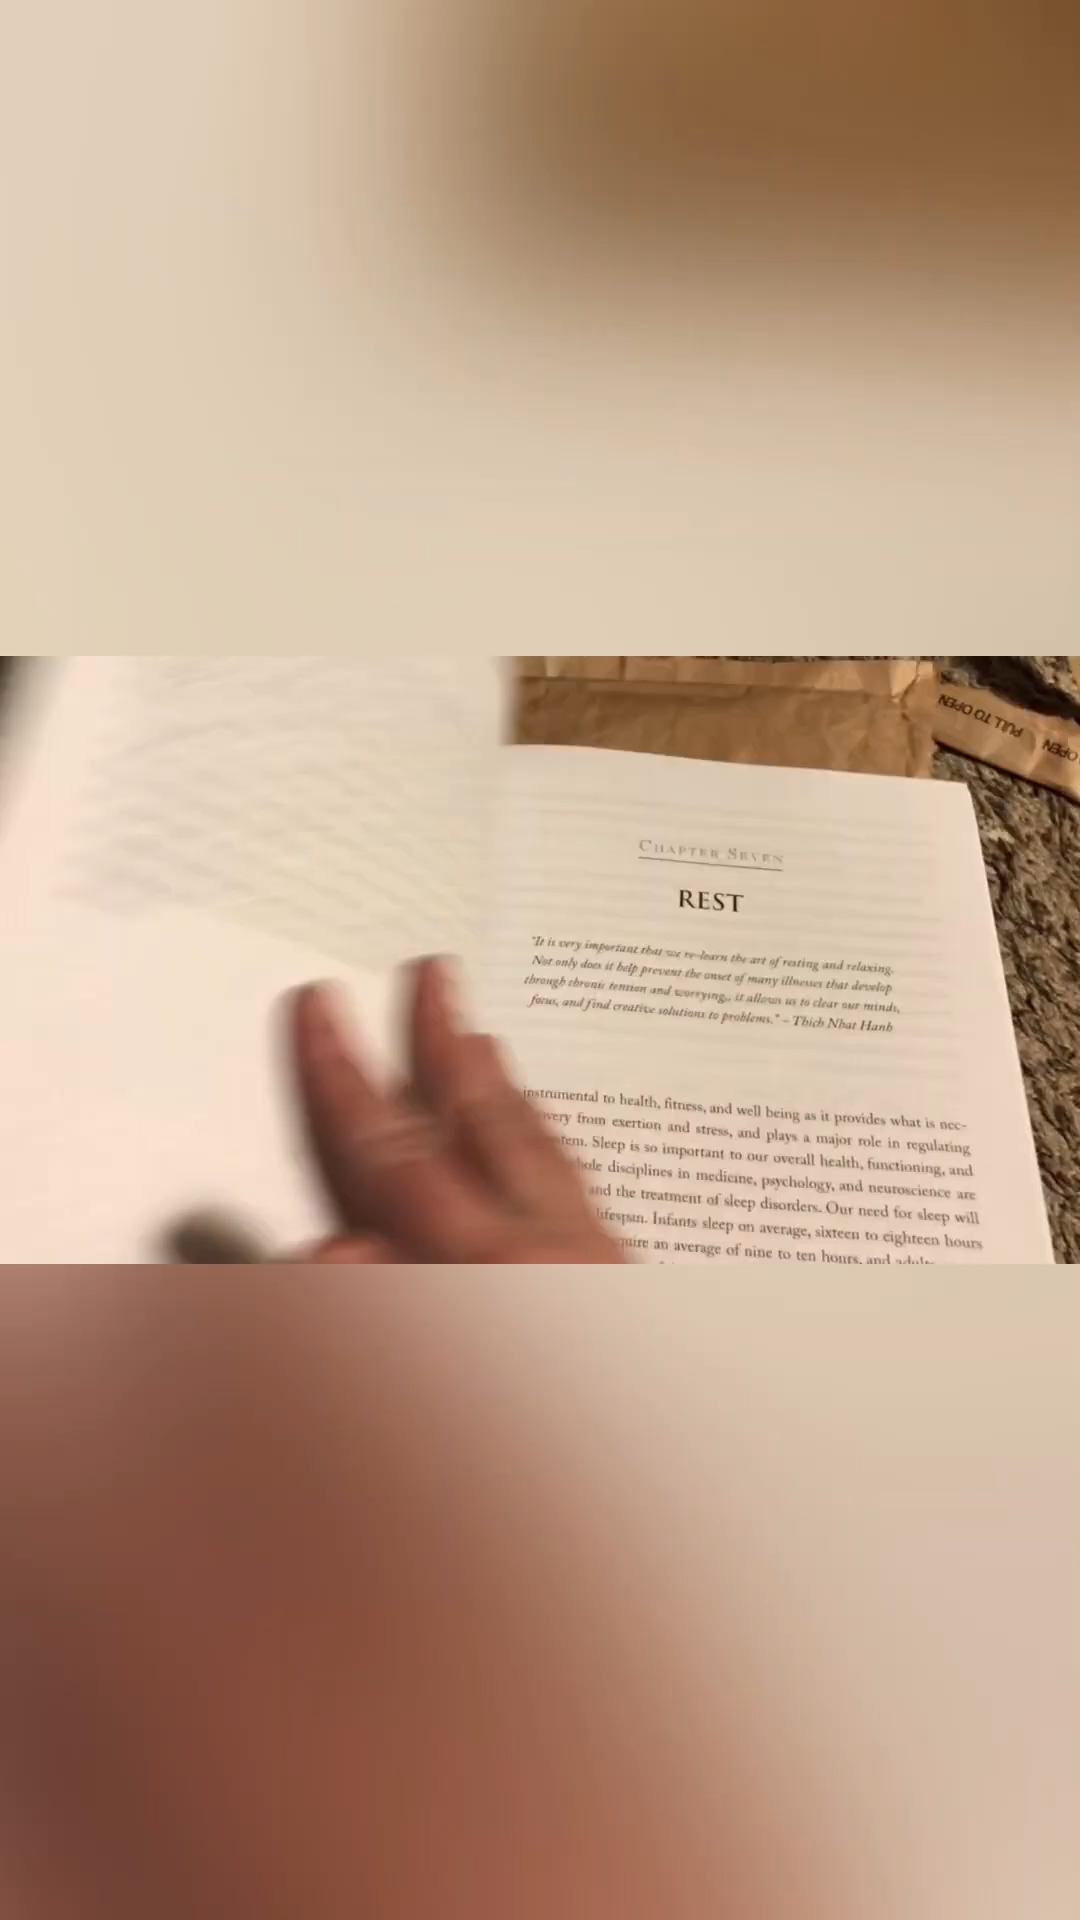 PULL TO OPEN
OPEN
CHAPTER SEVEN
REST
"It is very important that we re-learn the art of resting and relaxing.
Not only does it help prevent the onset of many illnesses that develop
through chronic tension and worrying,, it allows us to clear our minds,
focus, and find creative solutions to problems." – Thich Nhat Hanh
instrumental to health, fitness, and well being as it provides what is nec-
very from exertion and stress, and plays a major role in regulating
tem. Sleep is so important to our overall health, functioning, and
hole disciplines in medicine, psychology, and neuroscience are
and the treatment of sleep disorders. Our need for sleep will
lifespan. Infants sleep on average, sixteen to eighteen hours
quire an average of nine to ten hours, and adults